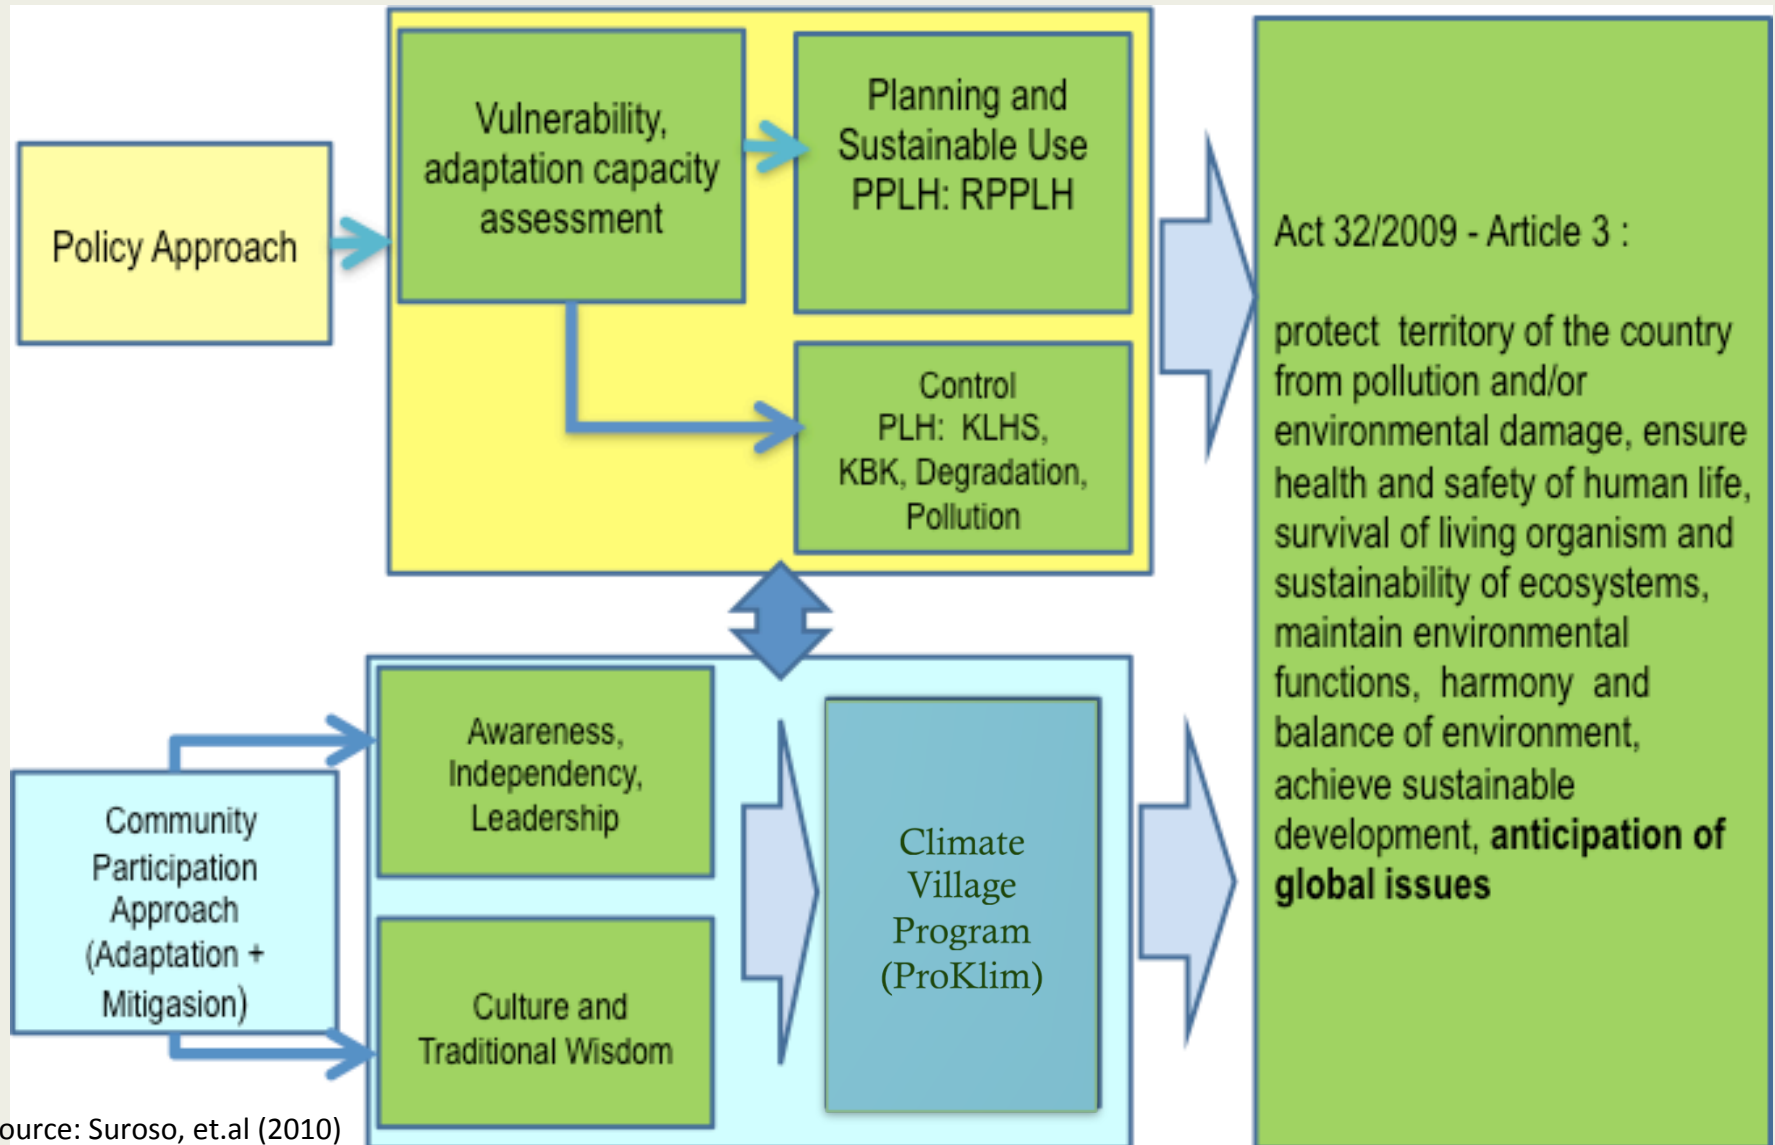 Policy Approach
Vulnerability,
adaptation capacity
assessment
Planning and
Sustainable Use
PPLH: RPPLH
Control
PLH: KLHS,
KBK, Degradation,
Pollution
Community
Participation
Approach
(Adaptation +
Mitigasion)
Awareness,
Independency,
Leadership
Culture and
Traditional Wisdom
Climate
Village
Program
(ProKlim)
Act 32/2009 - Article 3 :
protect territory of the country
from pollution and/or
environmental damage, ensure
health and safety of human life,
survival of living organism and
sustainability of ecosystems,
maintain environmental
functions, harmony and
balance of environment,
achieve sustainable
development, anticipation of
global issues
ource: Suroso, et.al (2010)